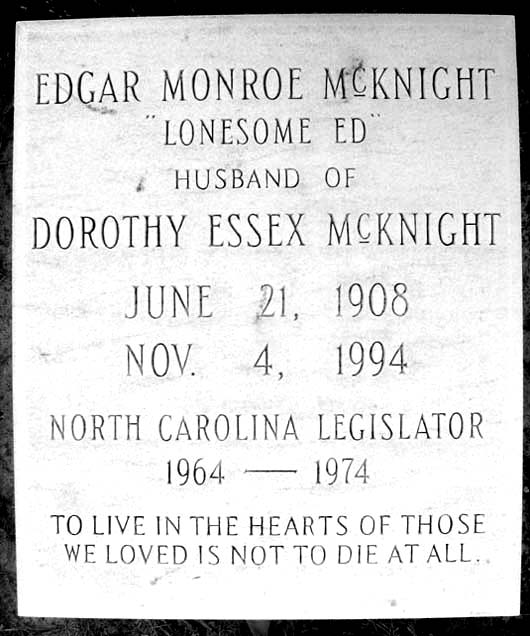 EDGAR MONROE McKNIGHT
"LONESOME ED"
HUSBAND OF
DOROTHY ESSEX McKNIGHT
JUNE 21, 1908
NOV. 4, 1994
NORTH CAROLINA LEGISLATOR
1964 — 1974
TO LIVE IN THE HEARTS OF THOSE
WE LOVED IS NOT TO DIE AT ALL.